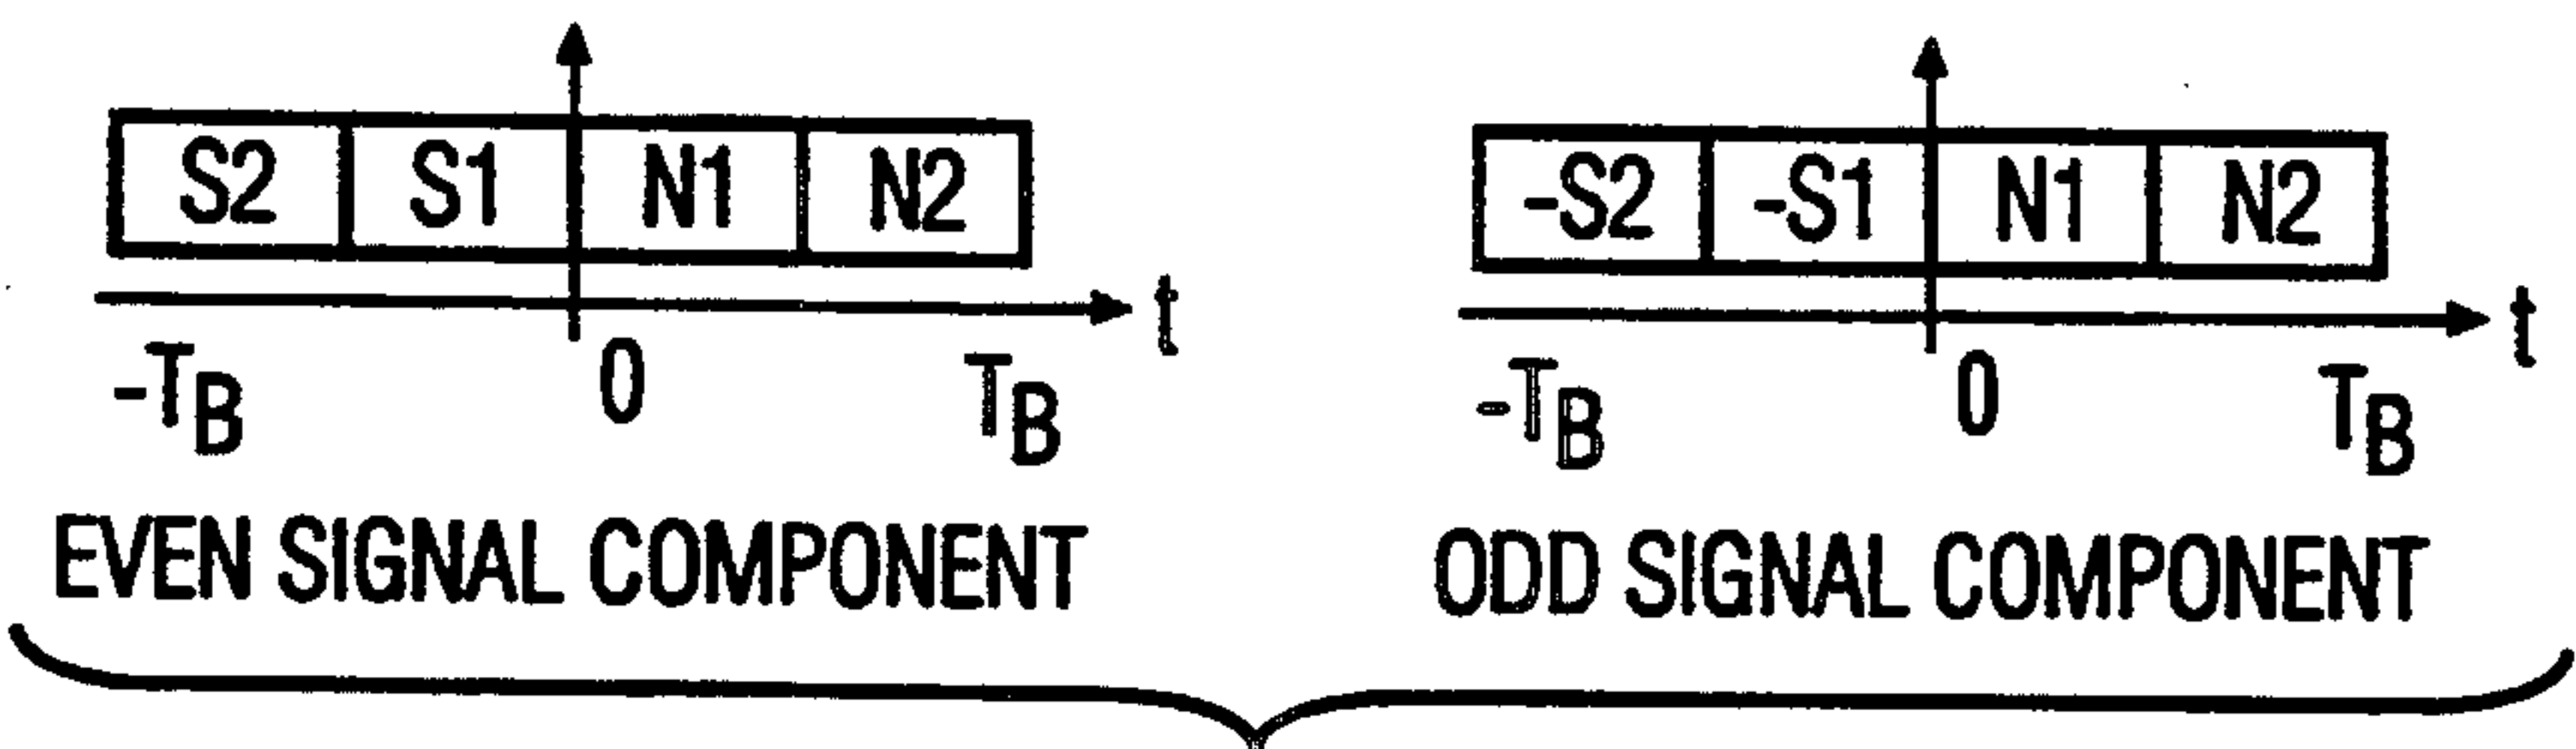 S2 S1 N1 N2
t
-TB 0 TB
EVEN SIGNAL COMPONENT
-S2 -S1 N1 N2
t
-TB 0 TB
ODD SIGNAL COMPONENT